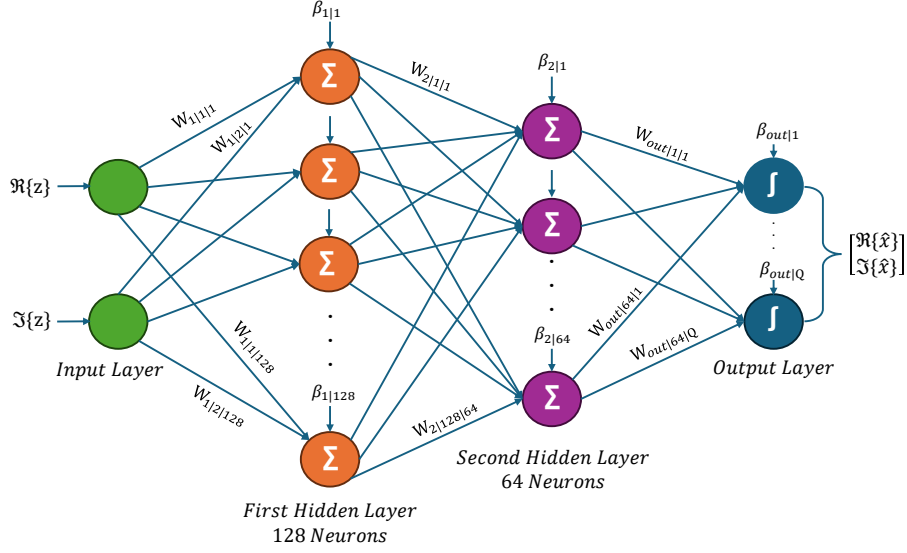 β1|1
Σ
W1|1|1
W1|2|1
W2|1|1
β2|1
Σ
Wout|1|1
βout|1
ʃ
ℜ{z}
Σ
Σ
Σ
[ℜ{x̂}
ℑ{x̂}]
βout|Q
ʃ
ℑ{z}
Input Layer
W1|1|128
W1|2|128
Wout|64|1
Wout|64|Q
β2|64
Σ
Output Layer
β1|128
Σ
W2|128|64
Second Hidden Layer
64 Neurons
First Hidden Layer
128 Neurons